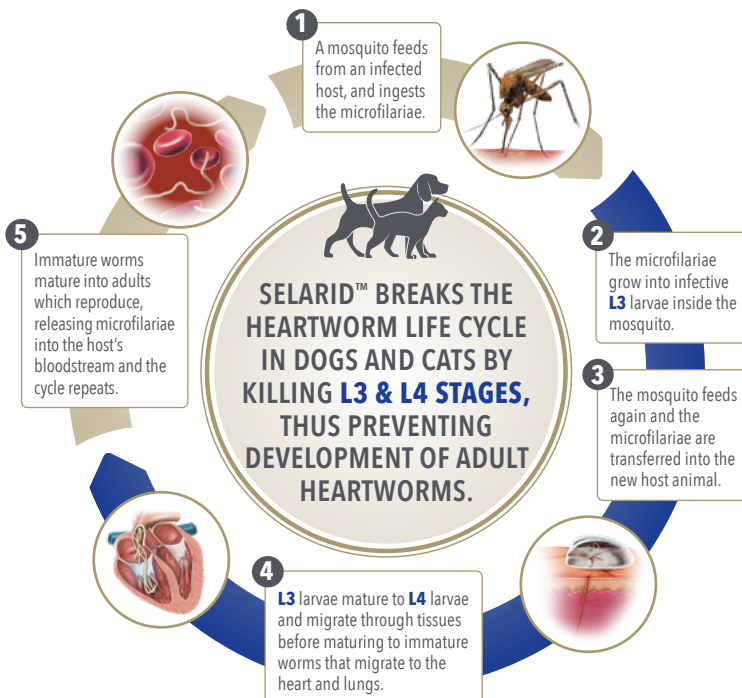 1
A mosquito feeds
from an infected
host, and ingests
the microfilariae.
2
The microfilariae
grow into infective
L3 larvae inside the
mosquito.
3
The mosquito feeds
again and the
microfilariae are
transferred into the
new host animal.
4
L3 larvae mature to L4 larvae
and migrate through tissues
before maturing to immature
worms that migrate to the
heart and lungs.
5
Immature worms
mature into adults
which reproduce,
releasing microfilariae
into the host's
bloodstream and the
cycle repeats.
SELARID™ BREAKS THE
HEARTWORM LIFE CYCLE
IN DOGS AND CATS BY
KILLING L3 & L4 STAGES,
THUS PREVENTING
DEVELOPMENT OF ADULT
HEARTWORMS.